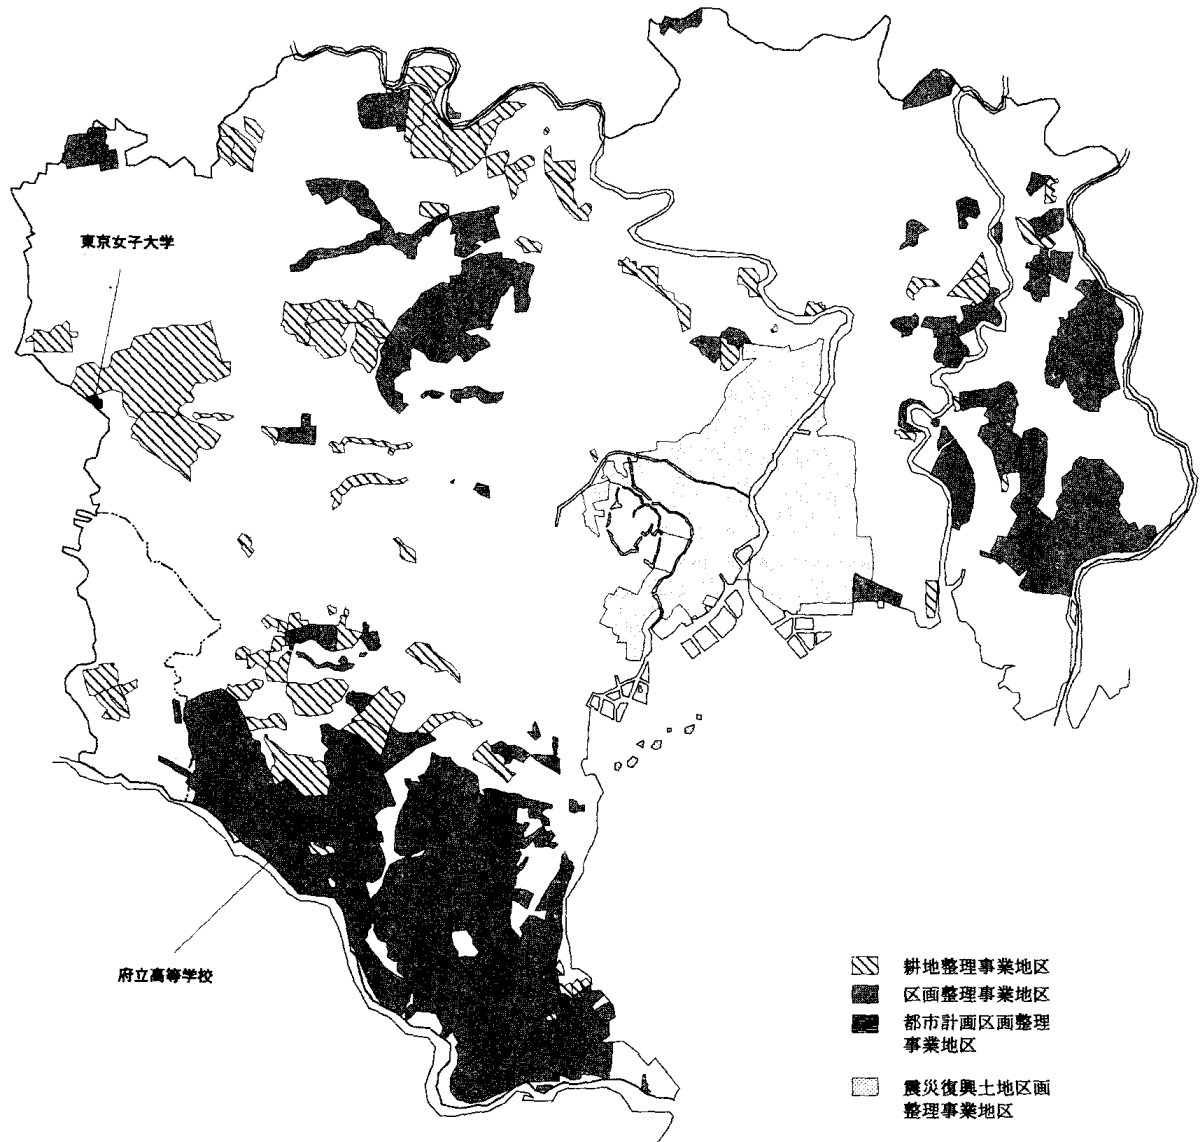 東京女子大学
府立高等学校
耕地整理事業地区
区画整理事業地区
都市計画区画整理
事業地区
震災復興土地区画
整理事業地区